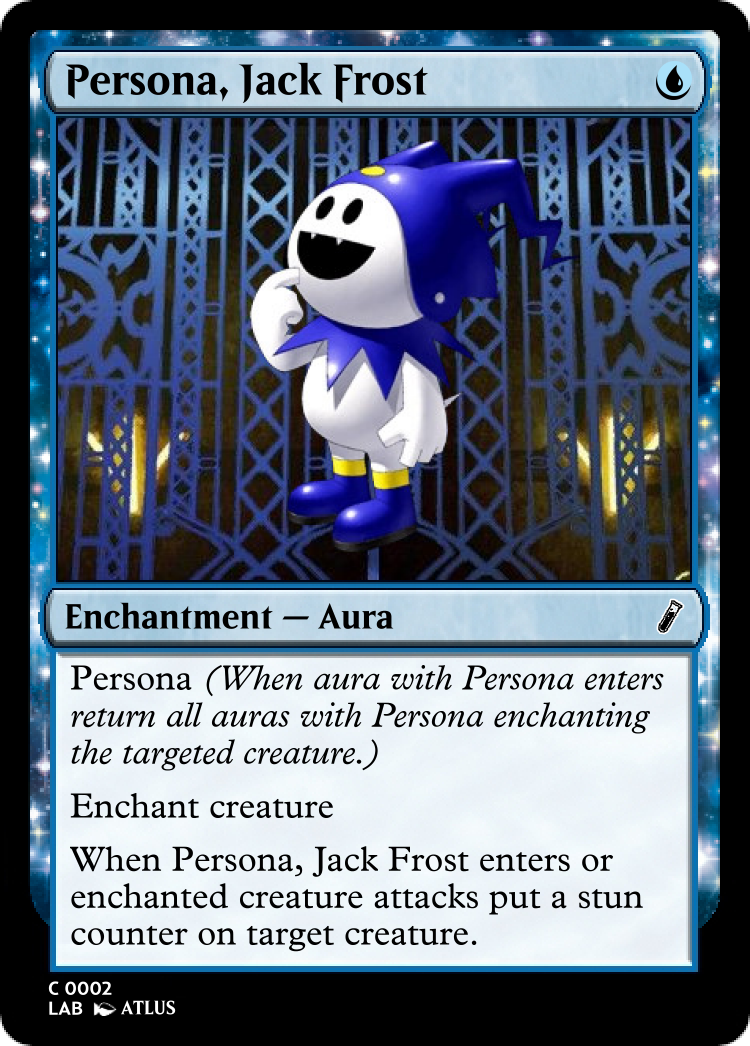 Persona, Jack Frost
Enchantment — Aura
Persona (When aura with Persona enters
return all auras with Persona enchanting
the targeted creature.)
Enchant creature
When Persona, Jack Frost enters or
enchanted creature attacks put a stun
counter on target creature.
C 0002
LAB ATLUS